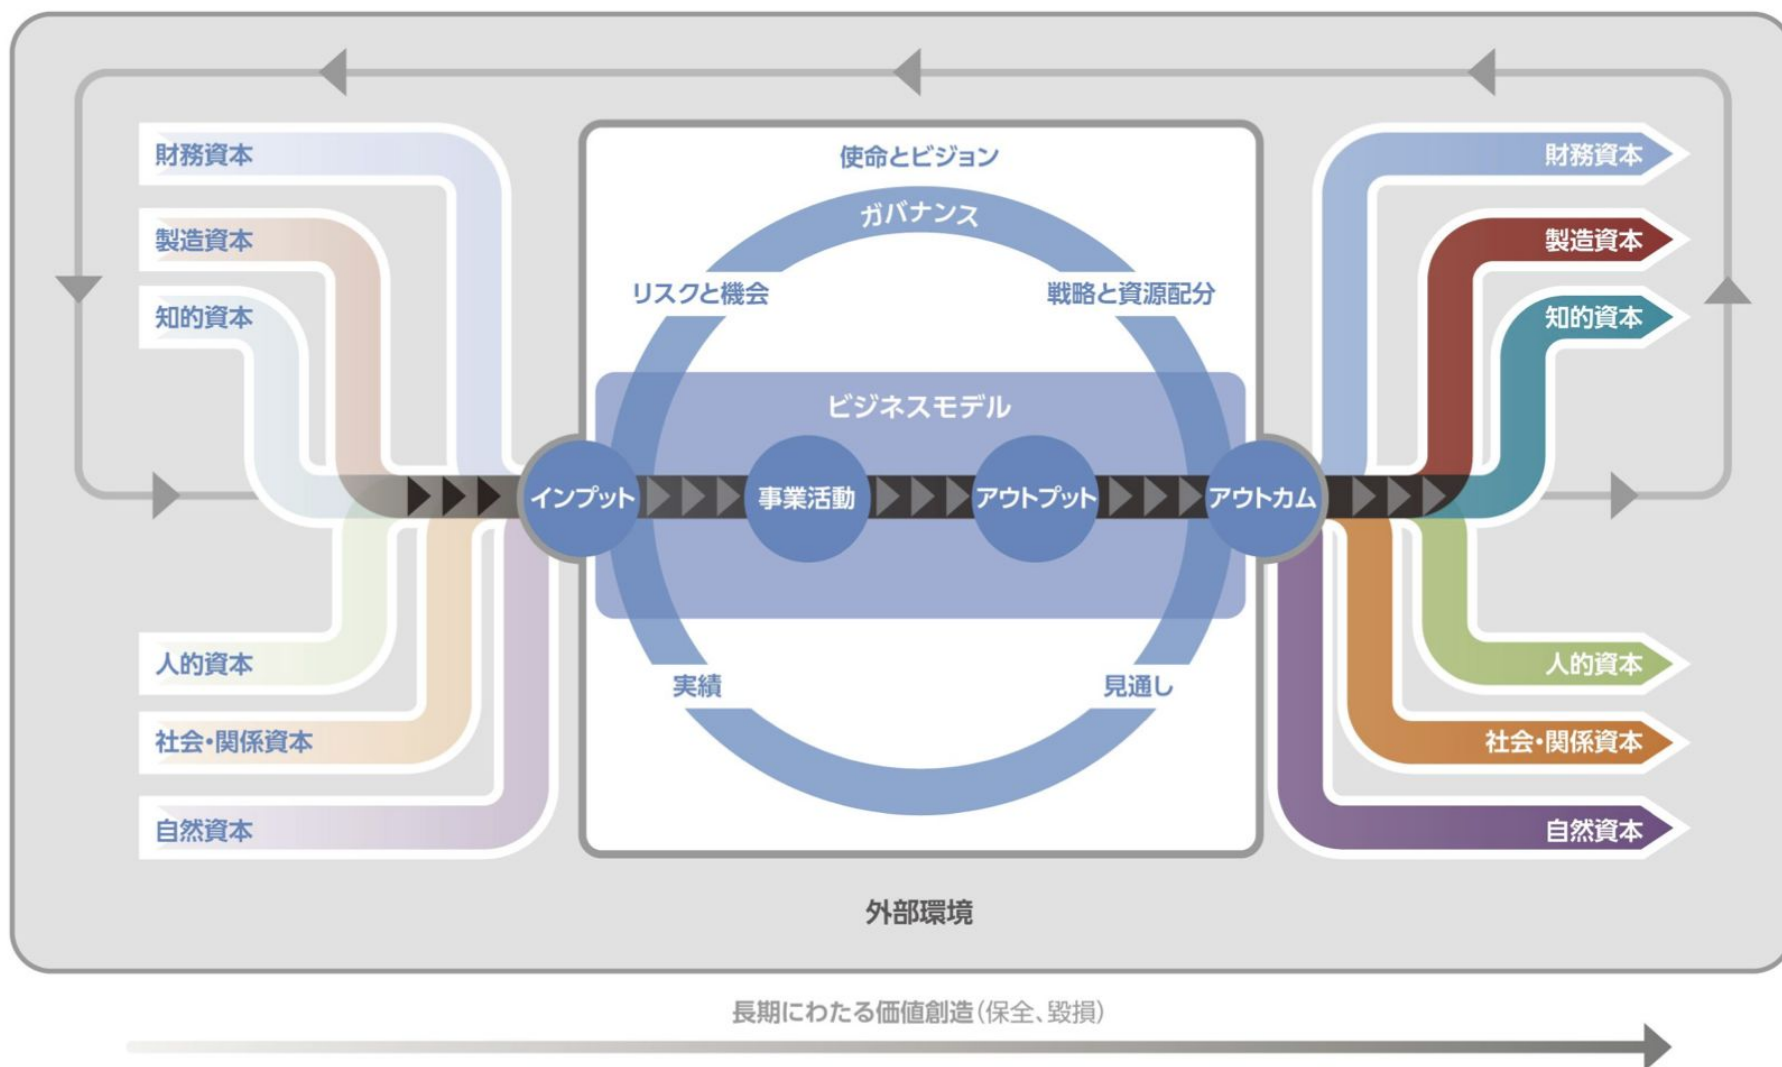 財務資本
製造資本
知的資本
人的資本
社会・関係資本
自然資本
使命とビジョン
ガバナンス
リスクと機会
戦略と資源配分
ビジネスモデル
インプット
事業活動
アウトプット
アウトカム
実績
見通し
財務資本
製造資本
知的資本
人的資本
社会・関係資本
自然資本
外部環境
長期にわたる価値創造(保全、毀損)